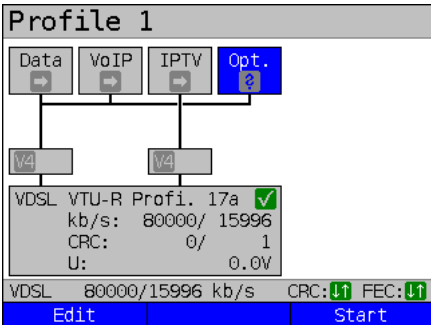 Profile 1
Data VoIP IPTV Opt.
?
V4 V4
VDSL VTU-R Profi. 17a
kb/s: 80000/ 15996
CRC: 0/ 1
U: 0.0V
VDSL 80000/15996 kb/s CRC: FEC:
Edit Start